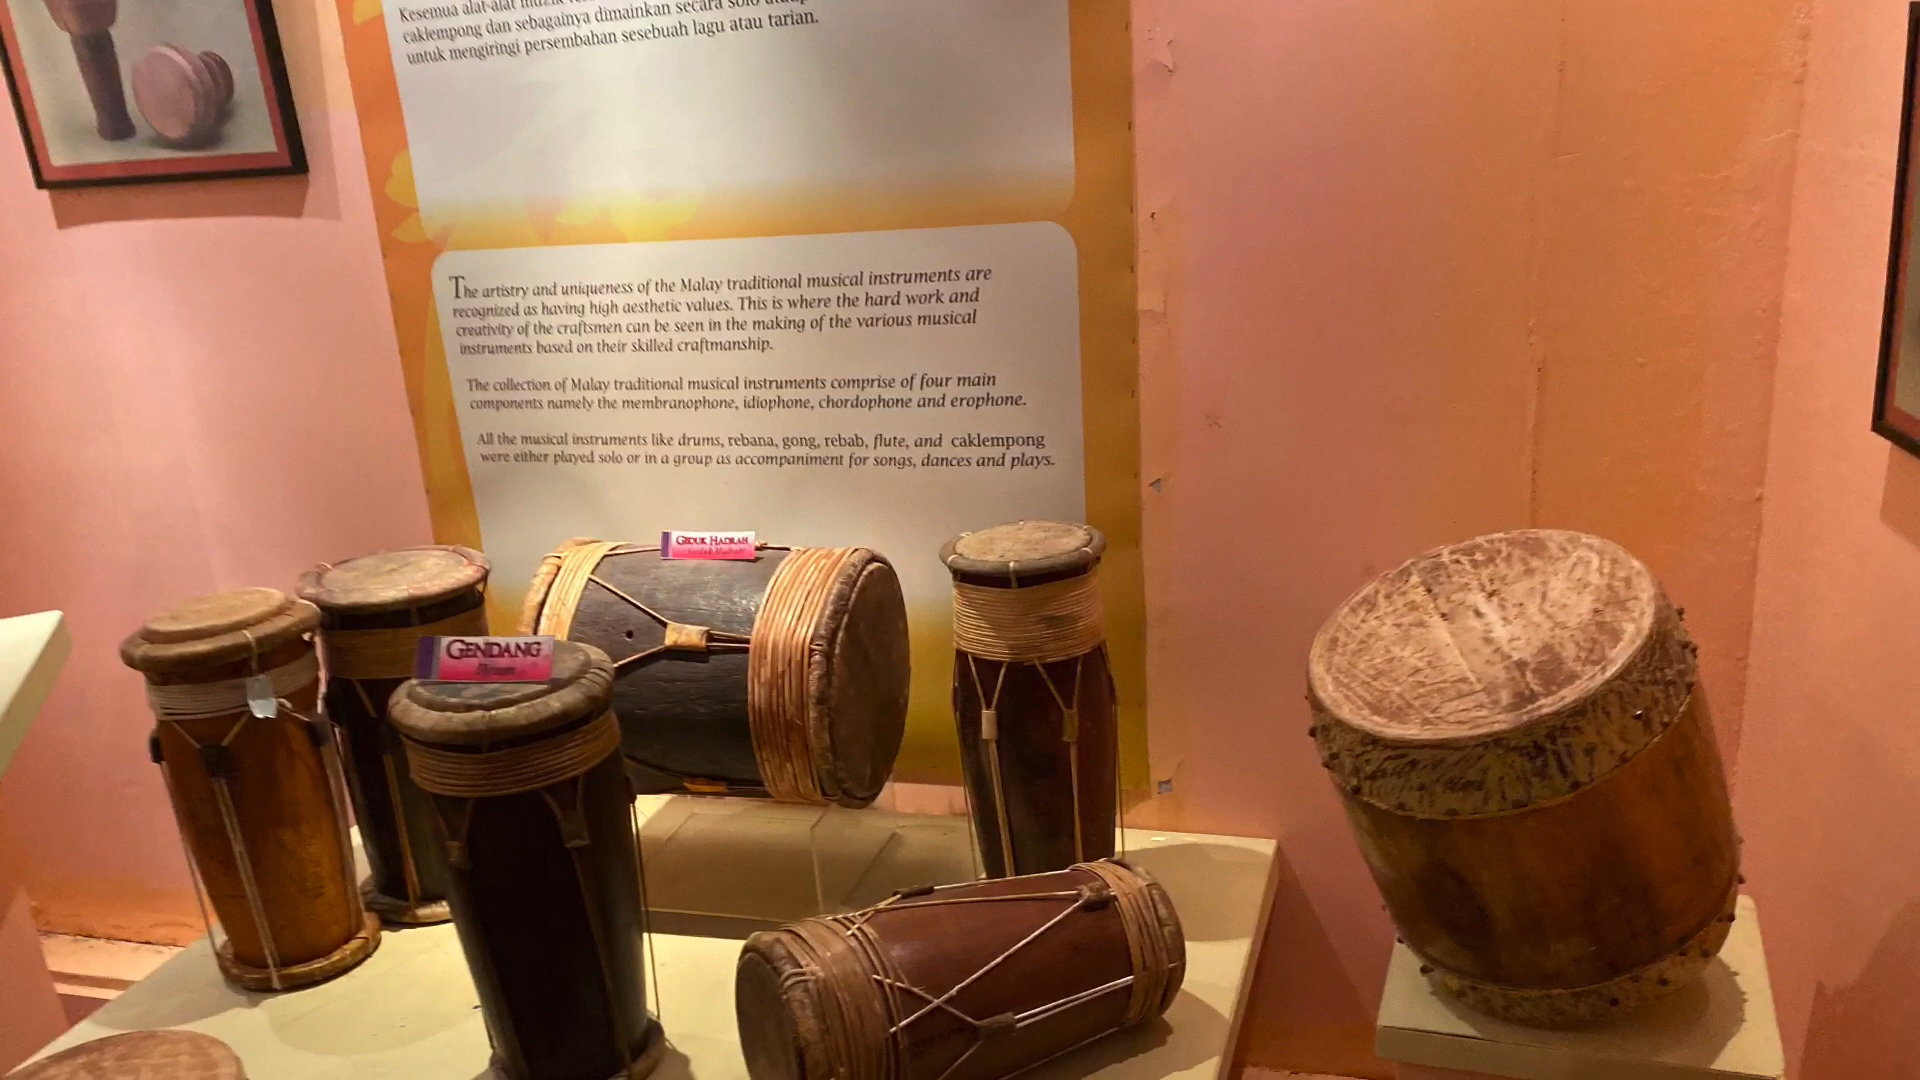 Kesemua alat-alat muzik
caklempong dan sebagainya dimainkan secara solo
untuk mengiringi persembahan sesebuah lagu atau tarian.
The artistry and uniqueness of the Malay traditional musical instruments are
recognized as having high aesthetic values. This is where the hard work and
creativity of the craftsmen can be seen in the making of the various musical
instruments based on their skilled craftmanship.
The collection of Malay traditional musical instruments comprise of four main
components namely the membranophone, idiophone, chordophone and erophone.
All the musical instruments like drums, rebana, gong, rebab, flute, and caklempong
were either played solo or in a group as accompaniment for songs, dances and plays.
GEDUK HADRAH
GENDANG
Drum